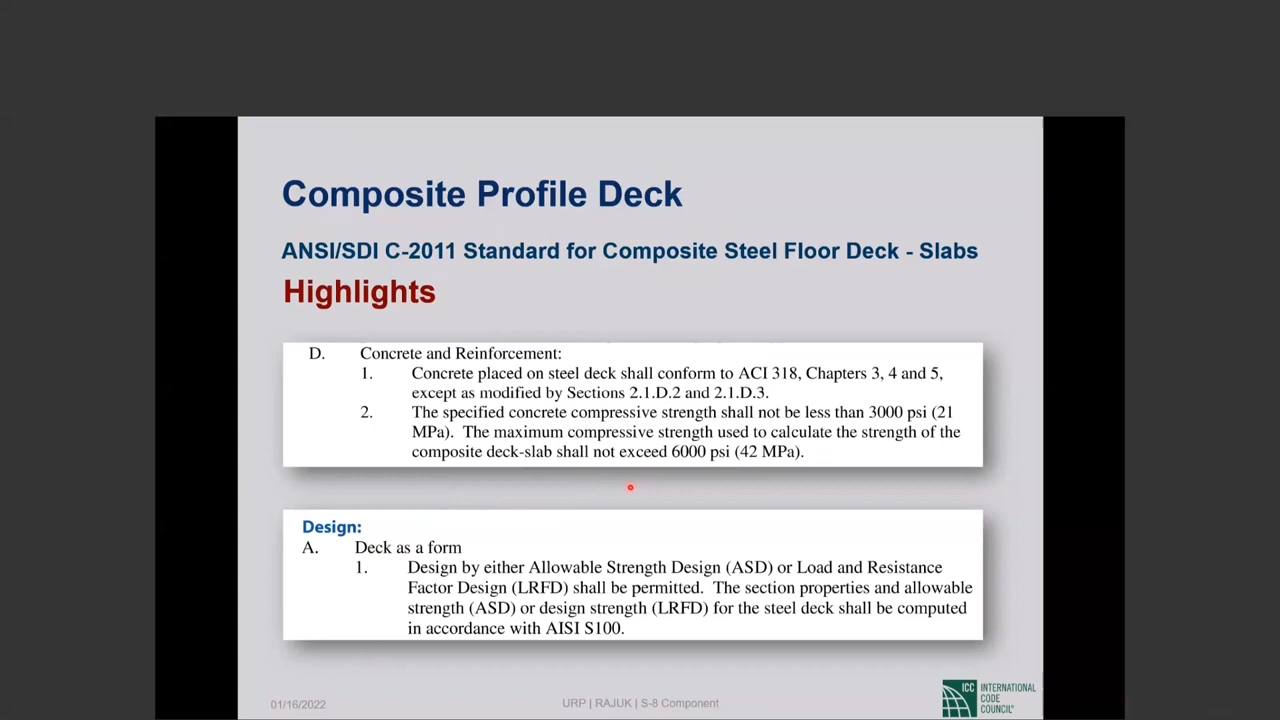 Composite Profile Deck
ANSI/SDI C-2011 Standard for Composite Steel Floor Deck - Slabs
Highlights
D. Concrete and Reinforcement:
1. Concrete placed on steel deck shall conform to ACI 318, Chapters 3, 4 and 5,
except as modified by Sections 2.1.D.2 and 2.1.D.3.
2. The specified concrete compressive strength shall not be less than 3000 psi (21
MPa). The maximum compressive strength used to calculate the strength of the
composite deck-slab shall not exceed 6000 psi (42 MPa).
Design:
A. Deck as a form
1. Design by either Allowable Strength Design (ASD) or Load and Resistance
Factor Design (LRFD) shall be permitted. The section properties and allowable
strength (ASD) or design strength (LRFD) for the steel deck shall be computed
in accordance with AISI S100.
01/16/2022
URP | RAJUK | S-8 Component
ICC INTERNATIONAL
CODE
COUNCIL®